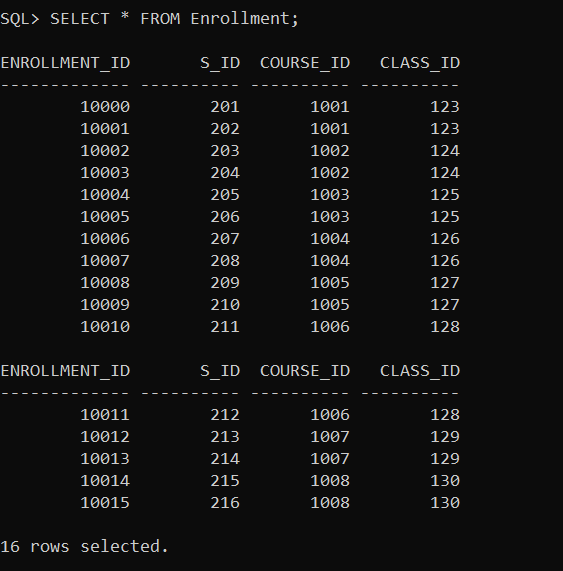 SQL> SELECT * FROM Enrollment;
ENROLLMENT_ID       S_ID  COURSE_ID   CLASS_ID
------------- ---------- ---------- ----------
        10000        201       1001        123
        10001        202       1001        123
        10002        203       1002        124
        10003        204       1002        124
        10004        205       1003        125
        10005        206       1003        125
        10006        207       1004        126
        10007        208       1004        126
        10008        209       1005        127
        10009        210       1005        127
        10010        211       1006        128
ENROLLMENT_ID       S_ID  COURSE_ID   CLASS_ID
------------- ---------- ---------- ----------
        10011        212       1006        128
        10012        213       1007        129
        10013        214       1007        129
        10014        215       1008        130
        10015        216       1008        130
16 rows selected.